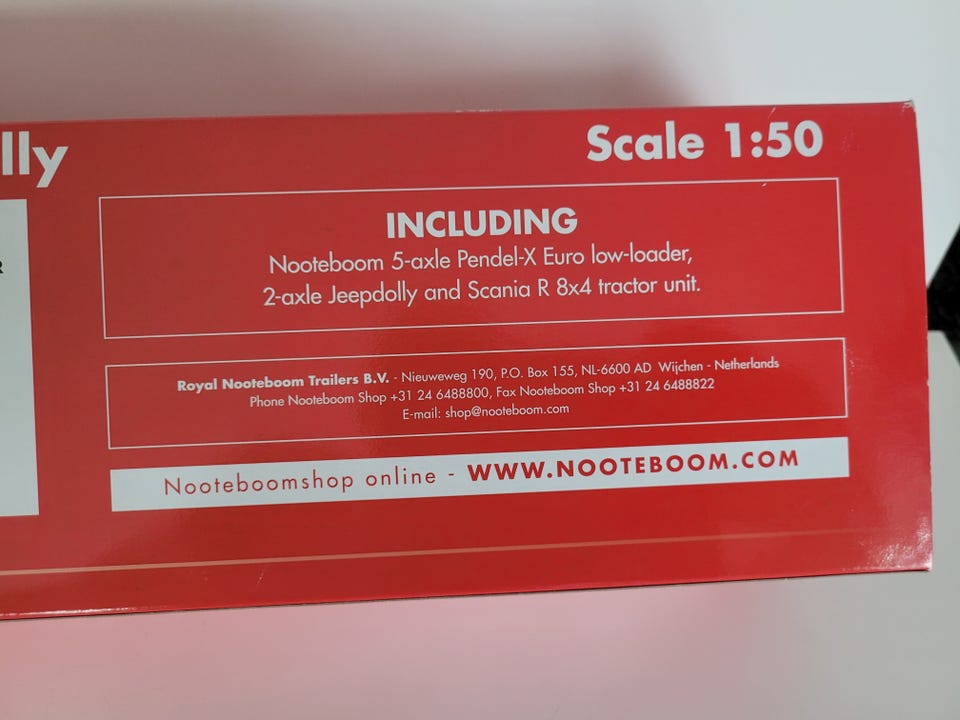 lly
Scale 1:50
R
INCLUDING
Nooteboom 5-axle Pendel-X Euro low-loader,
2-axle Jeepdolly and Scania R 8x4 tractor unit.
Royal Nooteboom Trailers B.V. - Nieuweweg 190, P.O. Box 155, NL-6600 AD Wijchen - Netherlands
Phone Nooteboom Shop +31 24 6488800, Fax Nooteboom Shop +31 24 6488822
E-mail: shop@nooteboom.com
Nooteboomshop online - WWW.NOOTEBOOM.COM